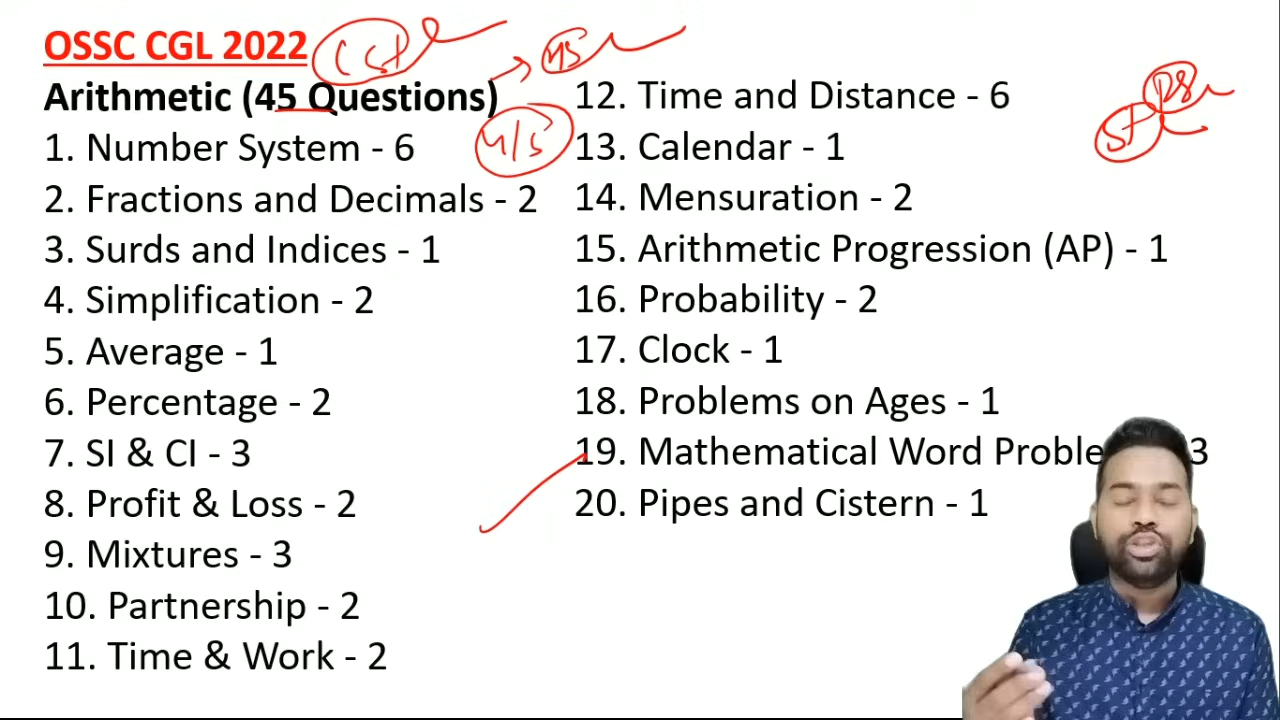 OSSC CGL 2022
Arithmetic (45 Questions)
45
4/5
1. Number System - 6
2. Fractions and Decimals - 2
3. Surds and Indices - 1
4. Simplification - 2
5. Average - 1
6. Percentage - 2
7. SI & CI - 3
8. Profit & Loss - 2
9. Mixtures - 3
10. Partnership - 2
11. Time & Work - 2
12. Time and Distance - 6
13. Calendar - 1
14. Mensuration - 2
15. Arithmetic Progression (AP) - 1
16. Probability - 2
17. Clock - 1
18. Problems on Ages - 1
19. Mathematical Word 3
20. Pipes and Cistern - 1